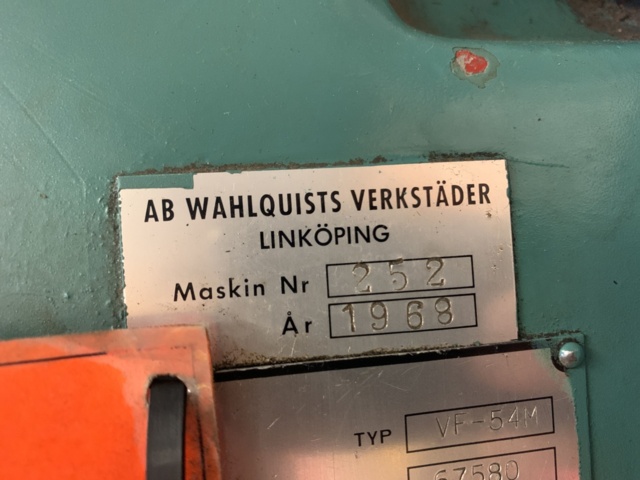 AB WAHLQUISTS VERKSTÄDER
LINKÖPING
Maskin Nr 252
År 1968
TYP VF-54M
67580